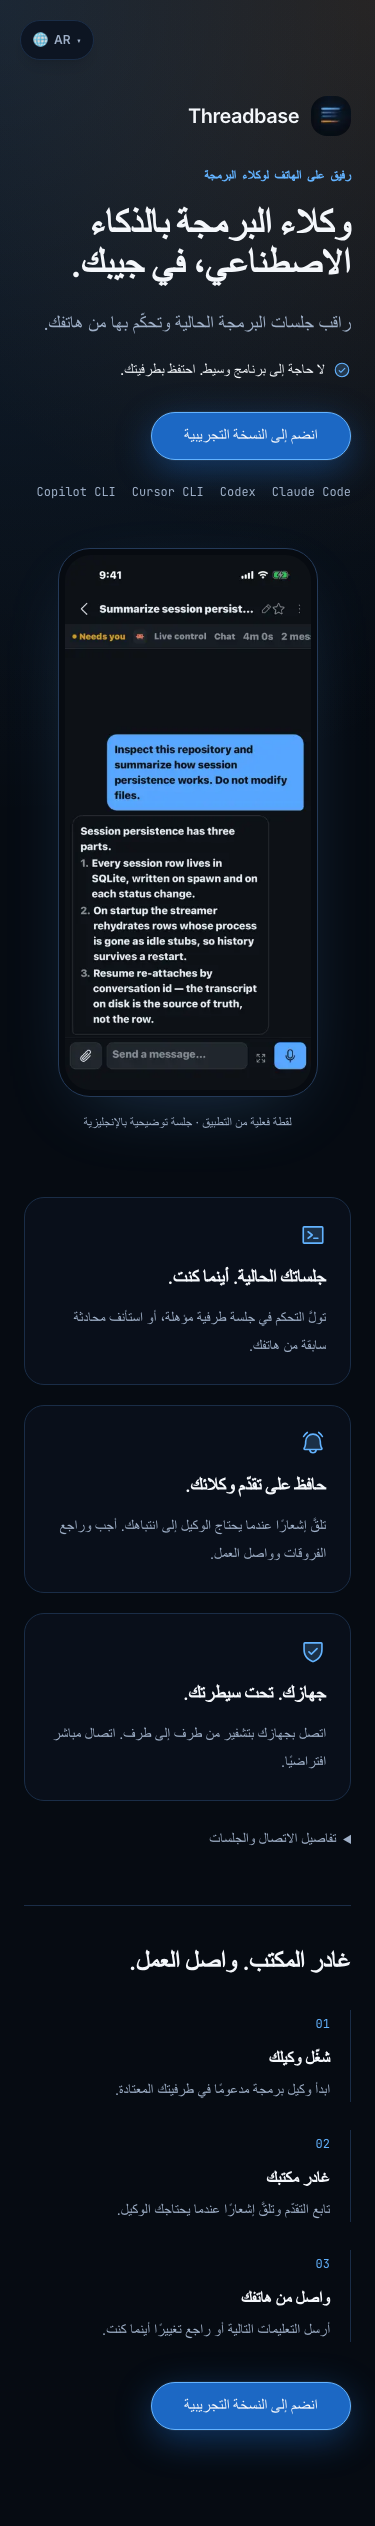 AR
Threadbase
رفيق على الهاتف لوكلاء البرمجة
وكلاء البرمجة بالذكاء
الاصطناعي، في جيبك.
راقب جلسات البرمجة الحالية وتحكّم بها من هاتفك.
لا حاجة إلى برنامج وسيط. احتفظ بطرفيتك.
انضم إلى النسخة التجريبية
Claude Code Codex Cursor CLI Copilot CLI
9:41
Summarize session persist...
Needs you Live control Chat 4m 0s 2 mes
Inspect this repository and
summarize how session
persistence works. Do not modify
files.
Session persistence has three
parts.
1. Every session row lives in
SQLite, written on spawn and on
each status change.
2. On startup the streamer
rehydrates rows whose process
is gone as idle stubs, so history
survives a restart.
3. Resume re-attaches by
conversation id — the transcript
on disk is the source of truth,
not the row.
Send a message...
لقطة فعلية من التطبيق · جلسة توضيحية بالإنجليزية
جلساتك الحالية. أينما كنت.
تولَّ التحكم في جلسة طرفية مؤهلة، أو استأنف محادثة
سابقة من هاتفك.
حافظ على تقدّم وكلائك.
تلقَّ إشعارًا عندما يحتاج الوكيل إلى انتباهك. أجب وراجع
الفروقات وواصل العمل.
جهازك. تحت سيطرتك.
اتصل بجهازك بتشفير من طرف إلى طرف. اتصال مباشر
افتراضيًا.
تفاصيل الاتصال والجلسات
غادر المكتب. واصل العمل.
01
شغّل وكيلك
ابدأ وكيل برمجة مدعومًا في طرفيتك المعتادة.
02
غادر مكتبك
تابع التقدّم وتلقَّ إشعارًا عندما يحتاجك الوكيل.
03
واصل من هاتفك
أرسل التعليمات التالية أو راجع تغييرًا أينما كنت.
انضم إلى النسخة التجريبية